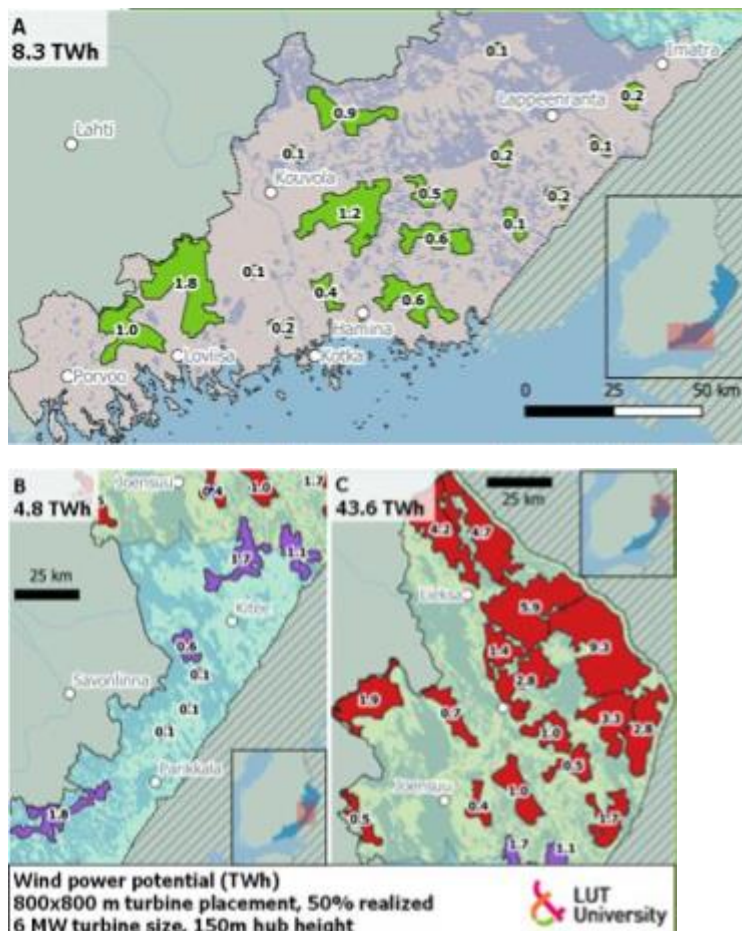 A
8.3 TWh
0.1
Imatra
0.2
Lappeenranta
0.9
Lahti
0.1
0.2
0.1
Kouvola
0.5
0.2
1.2
0.1
0.6
0.1
1.8
0.4
0.6
1.0
0.2
Hamina
Loviisa
Kotka
Porvoo
0 25 50 km
B
4.8 TWh
Joensuu
0.4
1.0
1.7
5
1.7
1.1
25 km
Kitee
0.6
0.1
Savonlinna
0.1
0.1
Parikkala
1.8
C
43.6 TWh
25 km
4.2
4.7
Lieksa
5.9
1.4
9.3
2.8
1.9
0.7
3.3
2.8
1.0
0.5
Joensuu
1.0
0.4
0.5
1.7
1.7
1.1
Wind power potential (TWh)
800x800 m turbine placement, 50% realized
6 MW turbine size, 150m hub height
LUT
University